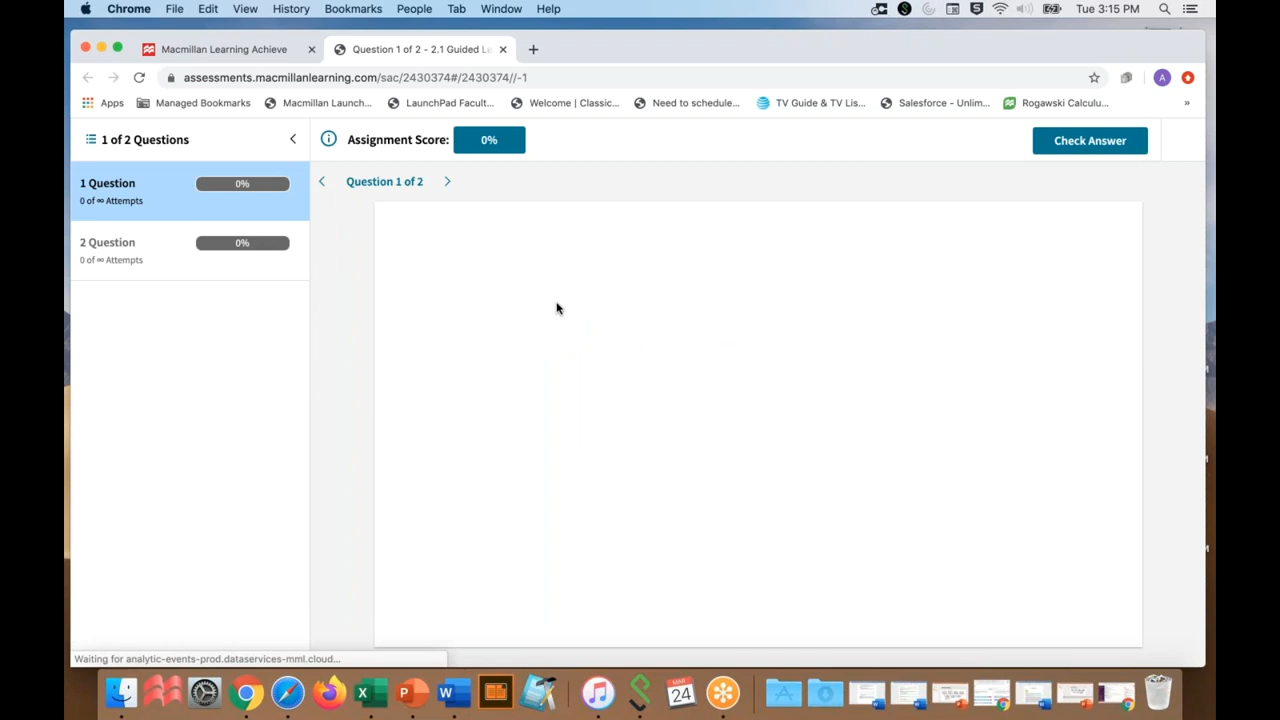 Chrome File Edit View History Bookmarks People Tab Window Help Tue 3:15 PM
Macmillan Learning Achieve
Question 1 of 2 - 2.1 Guided Le
assessments.macmillanlearning.com/sac/2430374#/2430374//-1
A
Apps Managed Bookmarks Macmillan Launch... LaunchPad Facult... Welcome | Classic... Need to schedule... TV Guide & TV Lis... Salesforce - Unlim... Rogawski Calculu... »
1 of 2 Questions
Assignment Score: 0%
Check Answer
1 Question 0%
0 of ∞ Attempts
Question 1 of 2
2 Question 0%
0 of ∞ Attempts
Waiting for analytic-events-prod.dataservices-mml.cloud...
MAR
24